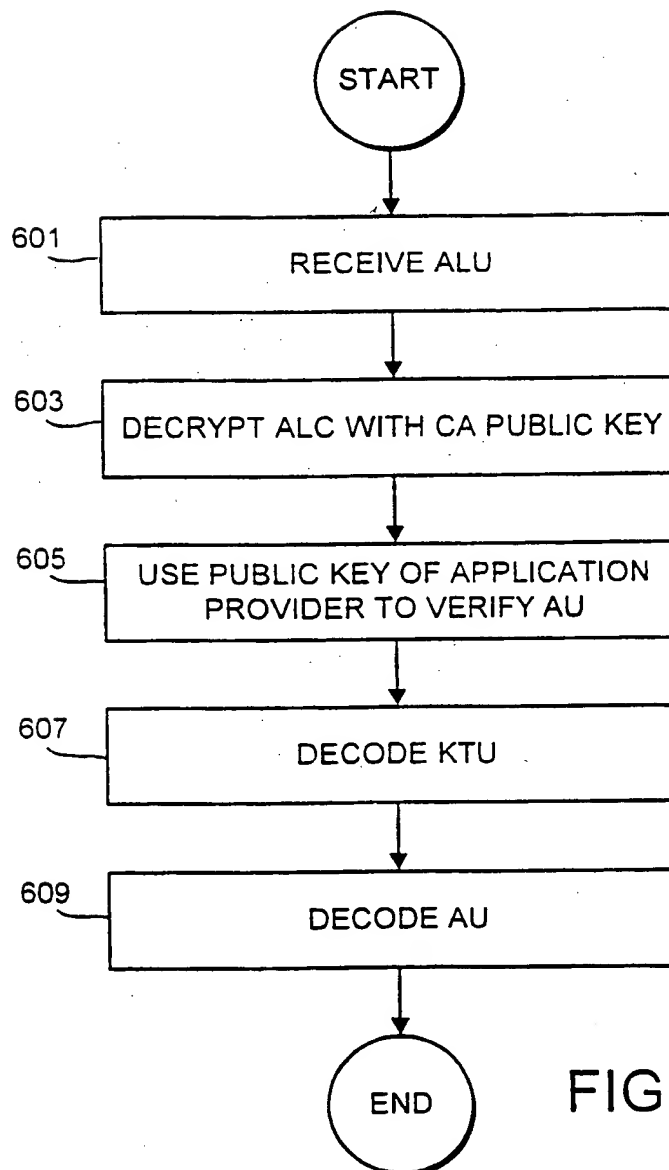 START
601
RECEIVE ALU
603
DECRYPT ALC WITH CA PUBLIC KEY
605
USE PUBLIC KEY OF APPLICATION
PROVIDER TO VERIFY AU
607
DECODE KTU
609
DECODE AU
END
FIG